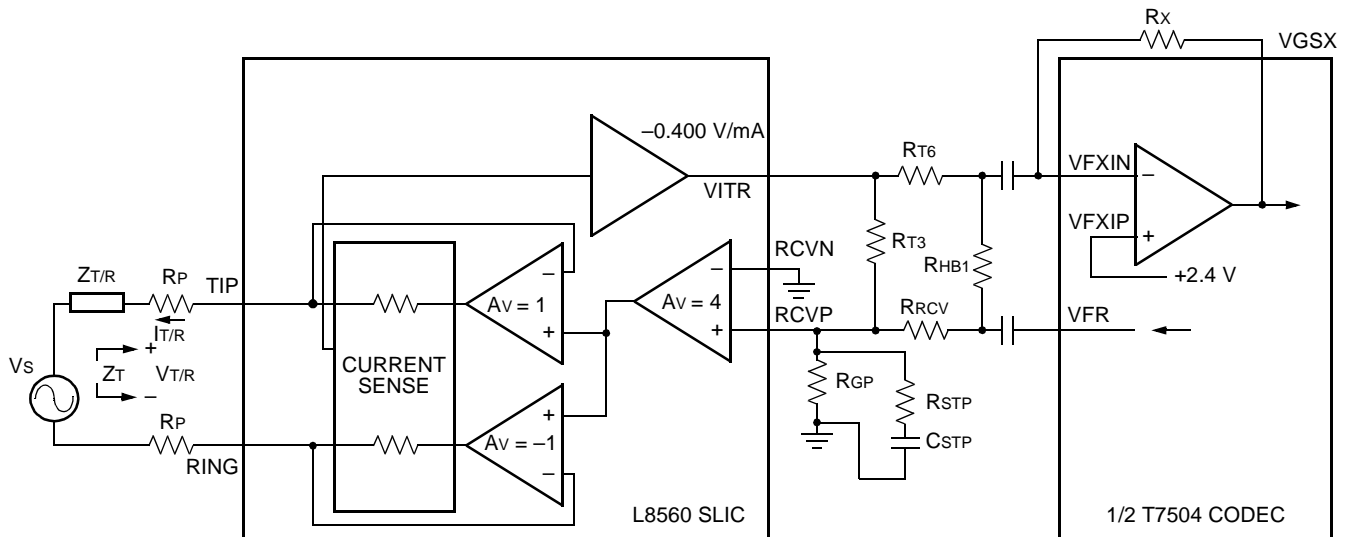 RX
VGSX
–0.400 V/mA
VITR
RT6
VFXIN
–
VFXIP
+
+2.4 V
RT3
RHB1
ZT/R
RP
TIP
IT/R
VS
+
ZT
VT/R
–
RP
RING
CURRENT
SENSE
–
AV = 1
+
+
AV = –1
–
RCVN
–
AV = 4
+
RCVP
RRCV
VFR
RGP
RSTP
CSTP
L8560 SLIC
1/2 T7504 CODEC